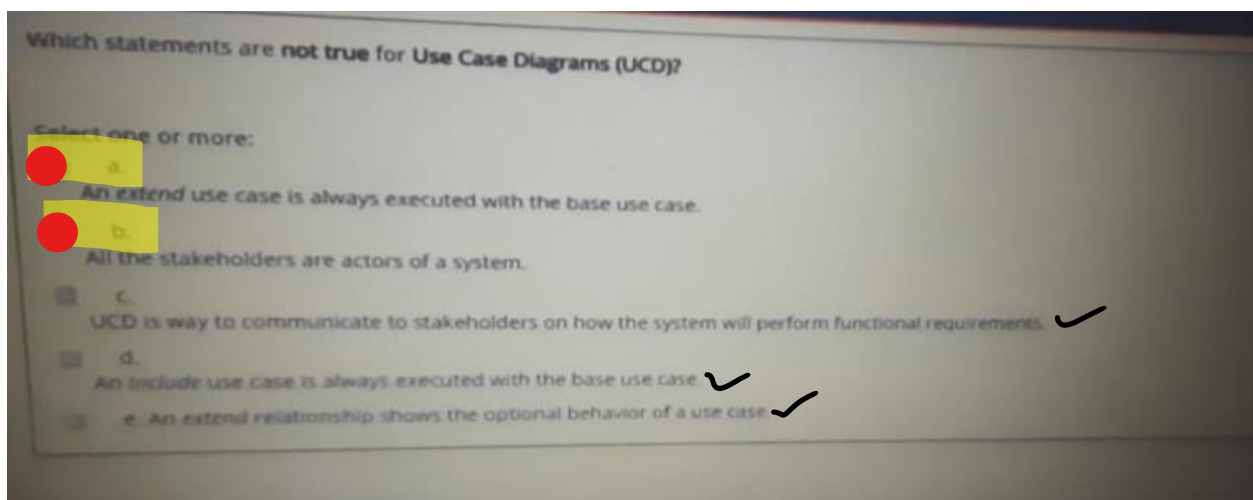 Which statements are not true for Use Case Diagrams (UCD)?
Select one or more:
a.
An extend use case is always executed with the base use case.
b.
All the stakeholders are actors of a system.
c.
UCD is way to communicate to stakeholders on how the system will perform functional requirements.
d.
An Include use case is always executed with the base use case.
e. An extend relationship shows the optional behavior of a use case